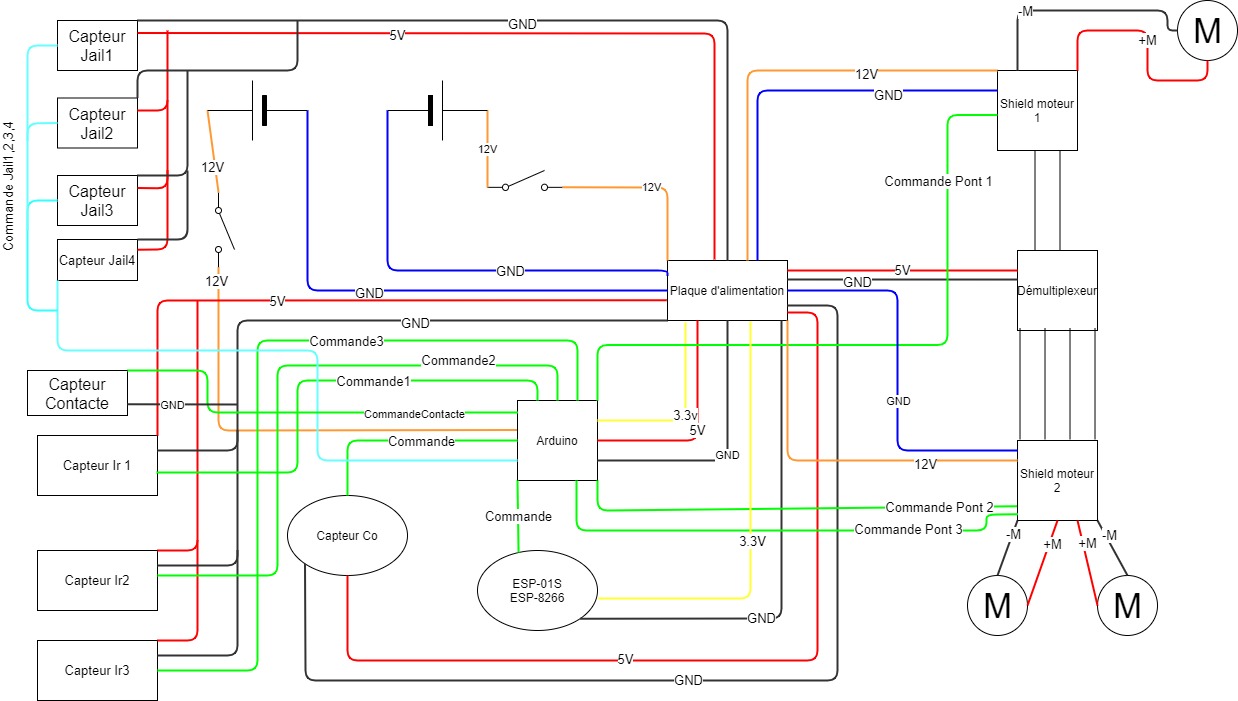 GND
-M
M
Capteur
Jail1
5V
+M
12V
GND
Shield moteur
1
Capteur
Jail2
Commande Jail1,2,3,4
12V
12V
12V
Commande Pont 1
Capteur
Jail3
Capteur Jail4
GND
5V
12V
GND
GND
Plaque d'alimentation
Démultiplexeur
5V
GND
Commande3
Commande2
Commande1
Capteur
Contacte
GND
CommandeContacte
3.3v
5V
GND
Arduino
Commande
GND
12V
Capteur Ir 1
Shield moteur
2
Commande
Commande Pont 2
Commande Pont 3
Capteur Co
3.3V
-M
+M
+M
-M
Capteur Ir2
ESP-01S
ESP-8266
GND
M
M
Capteur Ir3
5V
GND